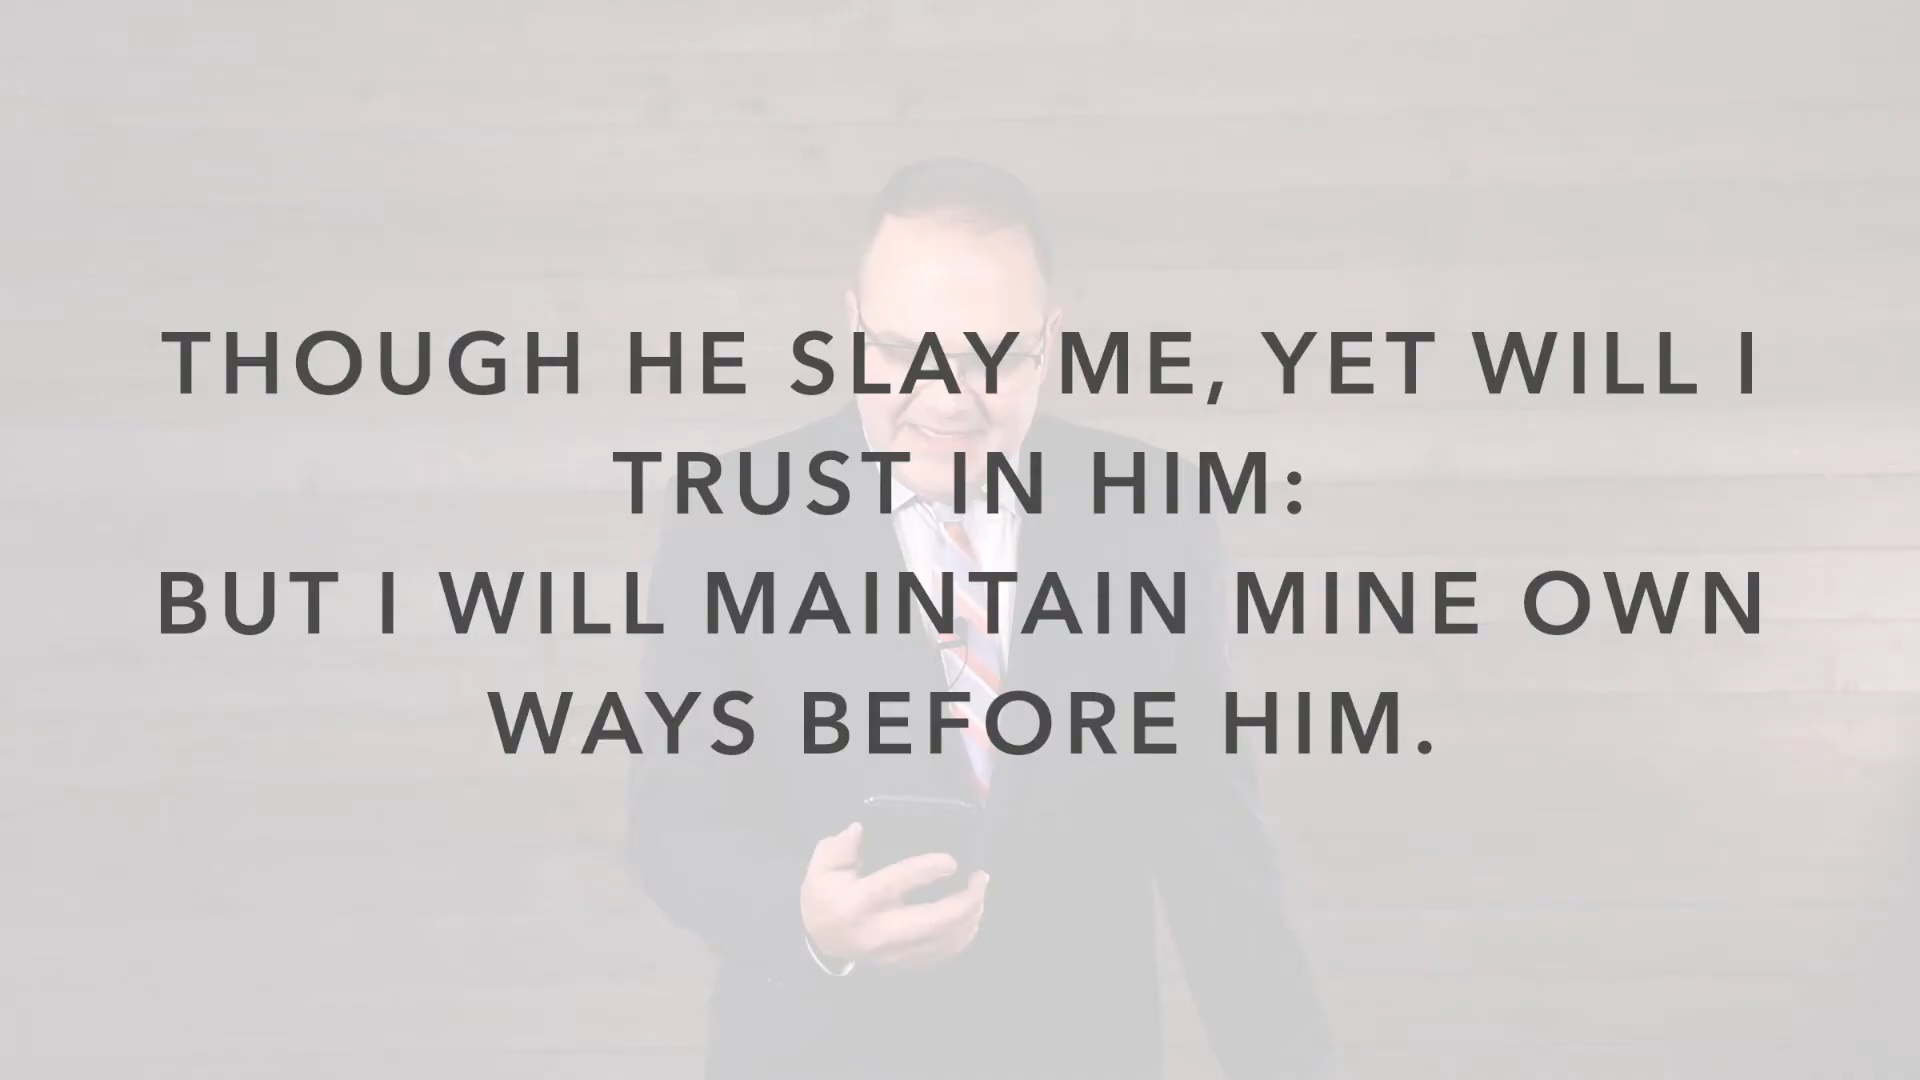 THOUGH HE SLAY ME, YET WILL I
TRUST IN HIM:
BUT I WILL MAINTAIN MINE OWN
WAYS BEFORE HIM.